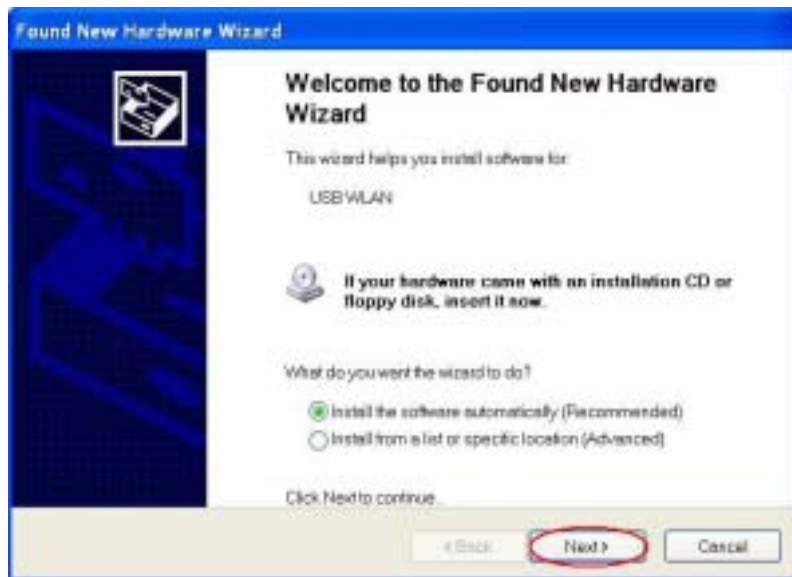 Found New Hardware Wizard
Welcome to the Found New Hardware
Wizard
This wizard helps you install software for:
USB WLAN
If your hardware came with an installation CD or
floppy disk, insert it now.
What do you want the wizard to do?
Install the software automatically (Recommended)
Install from a list or specific location (Advanced)
Click Next to continue.
< Back
Next >
Cancel